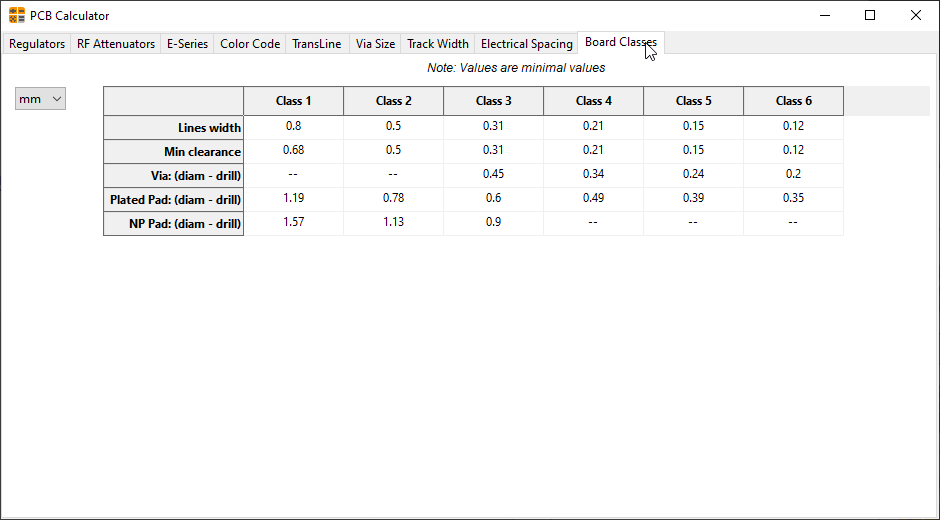 PCB Calculator
Regulators RF Attenuators E-Series Color Code TransLine Via Size Track Width Electrical Spacing Board Classes
Note: Values are minimal values
mm
Class 1 Class 2 Class 3 Class 4 Class 5 Class 6
Lines width 0.8 0.5 0.31 0.21 0.15 0.12
Min clearance 0.68 0.5 0.31 0.21 0.15 0.12
Via: (diam - drill) -- -- 0.45 0.34 0.24 0.2
Plated Pad: (diam - drill) 1.19 0.78 0.6 0.49 0.39 0.35
NP Pad: (diam - drill) 1.57 1.13 0.9 -- -- --